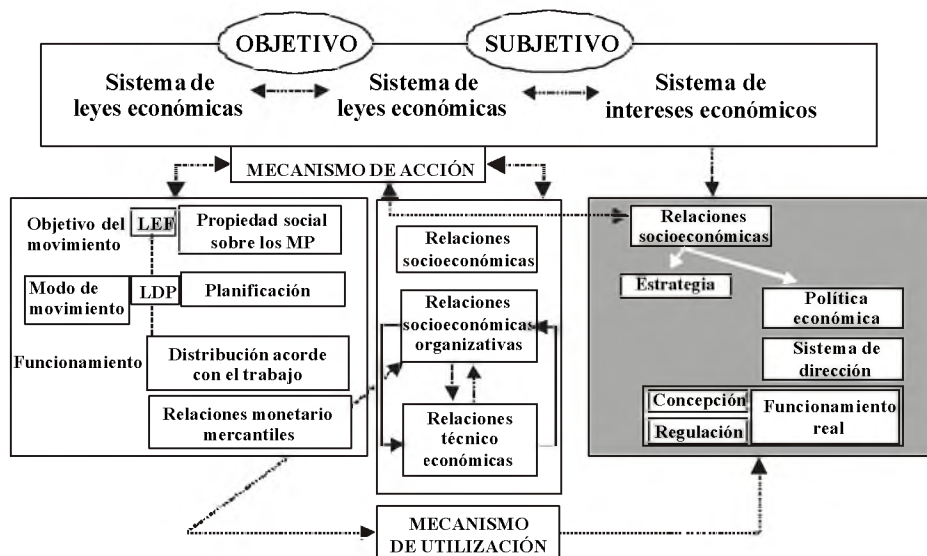 OBJETIVO
SUBJETIVO
Sistema de
leyes económicas
Sistema de
leyes económicas
Sistema de
intereses económicos
MECANISMO DE ACCIÓN
Objetivo del
movimiento
LEF
Propiedad social
sobre los MP
Modo de
movimiento
LDP
Planificación
Funcionamiento
Distribución acorde
con el trabajo
Relaciones monetario
mercantiles
Relaciones
socioeconómicas
Relaciones
socioeconómicas
organizativas
Relaciones
técnico
económicas
Relaciones
socioeconómicas
Estrategia
Política
económica
Sistema de
dirección
Concepción
Regulación
Funcionamiento
real
MECANISMO
DE UTILIZACIÓN